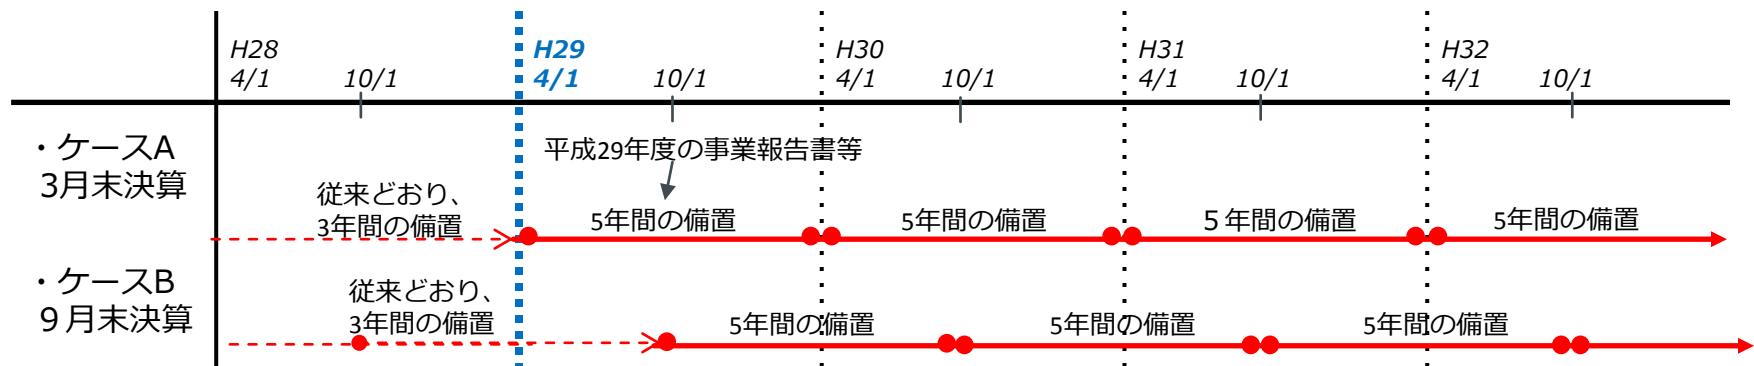 H28
4/1
10/1
H29
4/1
10/1
H30
4/1
10/1
H31
4/1
10/1
H32
4/1
10/1
・ケースA
3月末決算
平成29年度の事業報告書等
従来どおり、
3年間の備置
5年間の備置
5年間の備置
５年間の備置
5年間の備置
・ケースB
９月末決算
従来どおり、
3年間の備置
5年間の備置
5年間の備置
5年間の備置